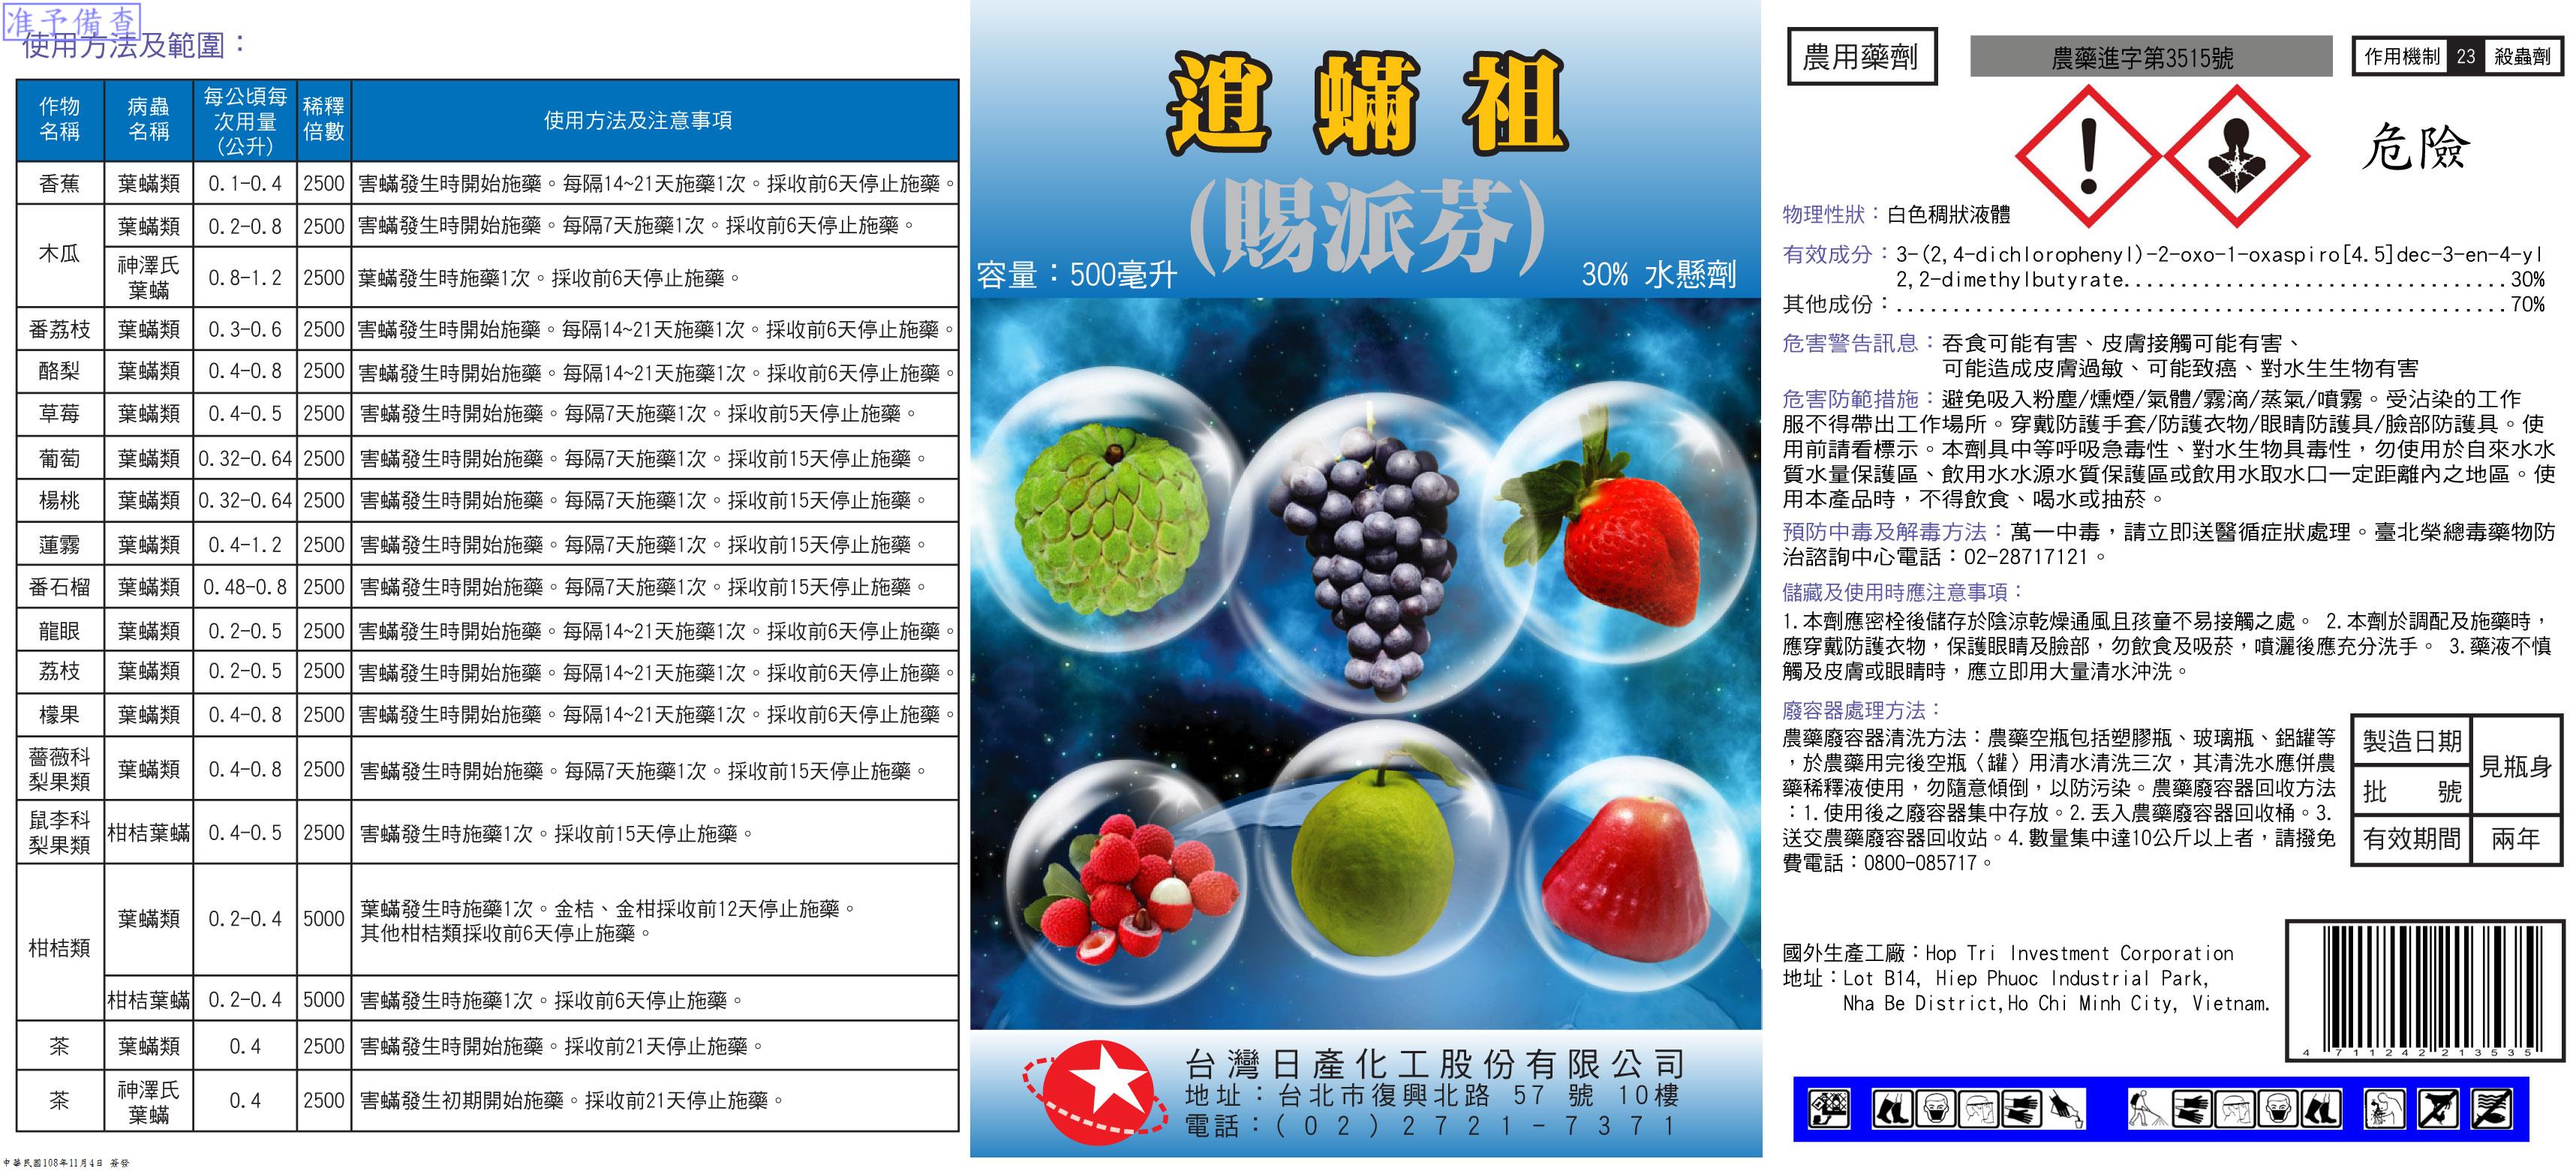 准予備查
使用方法及範圍：
作物名稱 病蟲名稱 每公頃每次用量(公升) 稀釋倍數 使用方法及注意事項
香蕉 葉蟎類 0.1-0.4 2500 害蟎發生時開始施藥。每隔14~21天施藥1次。採收前6天停止施藥。
木瓜 葉蟎類 0.2-0.8 2500 害蟎發生時開始施藥。每隔7天施藥1次。採收前6天停止施藥。
神澤氏葉蟎 0.8-1.2 2500 葉蟎發生時施藥1次。採收前6天停止施藥。
番荔枝 葉蟎類 0.3-0.6 2500 害蟎發生時開始施藥。每隔14~21天施藥1次。採收前6天停止施藥。
酪梨 葉蟎類 0.4-0.8 2500 害蟎發生時開始施藥。每隔14~21天施藥1次。採收前6天停止施藥。
草莓 葉蟎類 0.4-0.5 2500 害蟎發生時開始施藥。每隔7天施藥1次。採收前5天停止施藥。
葡萄 葉蟎類 0.32-0.64 2500 害蟎發生時開始施藥。每隔7天施藥1次。採收前15天停止施藥。
楊桃 葉蟎類 0.32-0.64 2500 害蟎發生時開始施藥。每隔7天施藥1次。採收前15天停止施藥。
蓮霧 葉蟎類 0.4-1.2 2500 害蟎發生時開始施藥。每隔7天施藥1次。採收前15天停止施藥。
番石榴 葉蟎類 0.48-0.8 2500 害蟎發生時開始施藥。每隔7天施藥1次。採收前15天停止施藥。
龍眼 葉蟎類 0.2-0.5 2500 害蟎發生時開始施藥。每隔14~21天施藥1次。採收前6天停止施藥。
荔枝 葉蟎類 0.2-0.5 2500 害蟎發生時開始施藥。每隔14~21天施藥1次。採收前6天停止施藥。
檬果 葉蟎類 0.4-0.8 2500 害蟎發生時開始施藥。每隔14~21天施藥1次。採收前6天停止施藥。
薔薇科梨果類 葉蟎類 0.4-0.8 2500 害蟎發生時開始施藥。每隔7天施藥1次。採收前15天停止施藥。
鼠李科梨果類 柑桔葉蟎 0.4-0.5 2500 害蟎發生時施藥1次。採收前15天停止施藥。
柑桔類 葉蟎類 0.2-0.4 5000 葉蟎發生時施藥1次。金桔、金柑採收前12天停止施藥。
其他柑桔類採收前6天停止施藥。
柑桔葉蟎 0.2-0.4 5000 害蟎發生時施藥1次。採收前6天停止施藥。
茶 葉蟎類 0.4 2500 害蟎發生時開始施藥。採收前21天停止施藥。
茶 神澤氏葉蟎 0.4 2500 害蟎發生初期開始施藥。採收前21天停止施藥。
中華民國108年11月4日 簽發
逍蟎祖
(賜派芬)
容量：500毫升 30% 水懸劑
台灣日產化工股份有限公司
地址：台北市復興北路 57 號 10樓
電話：(02)2721-7371
農用藥劑 農藥進字第3515號 作用機制 23 殺蟲劑
危險
物理性狀：白色稠狀液體
有效成分：3-(2,4-dichlorophenyl)-2-oxo-1-oxaspiro[4.5]dec-3-en-4-yl
2,2-dimethylbutyrate..................................30%
其他成份：......................................................70%
危害警告訊息：吞食可能有害、皮膚接觸可能有害、
可能造成皮膚過敏、可能致癌、對水生生物有害
危害防範措施：避免吸入粉塵/燻煙/氣體/霧滴/蒸氣/噴霧。受沾染的工作
服不得帶出工作場所。穿戴防護手套/防護衣物/眼睛防護具/臉部防護具。使
用前請看標示。本劑具中等呼吸急毒性、對水生物具毒性，勿使用於自來水水
質水量保護區、飲用水水源水質保護區或飲用水取水口一定距離內之地區。使
用本產品時，不得飲食、喝水或抽菸。
預防中毒及解毒方法：萬一中毒，請立即送醫循症狀處理。臺北榮總毒藥物防
治諮詢中心電話：02-28717121。
儲藏及使用時應注意事項：
1.本劑應密栓後儲存於陰涼乾燥通風且孩童不易接觸之處。 2.本劑於調配及施藥時，
應穿戴防護衣物，保護眼睛及臉部，勿飲食及吸菸，噴灑後應充分洗手。 3.藥液不慎
觸及皮膚或眼睛時，應立即用大量清水沖洗。
廢容器處理方法：
農藥廢容器清洗方法：農藥空瓶包括塑膠瓶、玻璃瓶、鋁罐等
，於農藥用完後空瓶〈罐〉用清水清洗三次，其清洗水應併農
藥稀釋液使用，勿隨意傾倒，以防污染。農藥廢容器回收方法
：1.使用後之廢容器集中存放。2.丟入農藥廢容器回收桶。3.
送交農藥廢容器回收站。4.數量集中達10公斤以上者，請撥免
費電話：0800-085717。
製造日期 見瓶身
批號
有效期間 兩年
國外生產工廠：Hop Tri Investment Corporation
地址：Lot B14, Hiep Phuoc Industrial Park,
Nha Be District,Ho Chi Minh City, Vietnam.
4 711242 213535